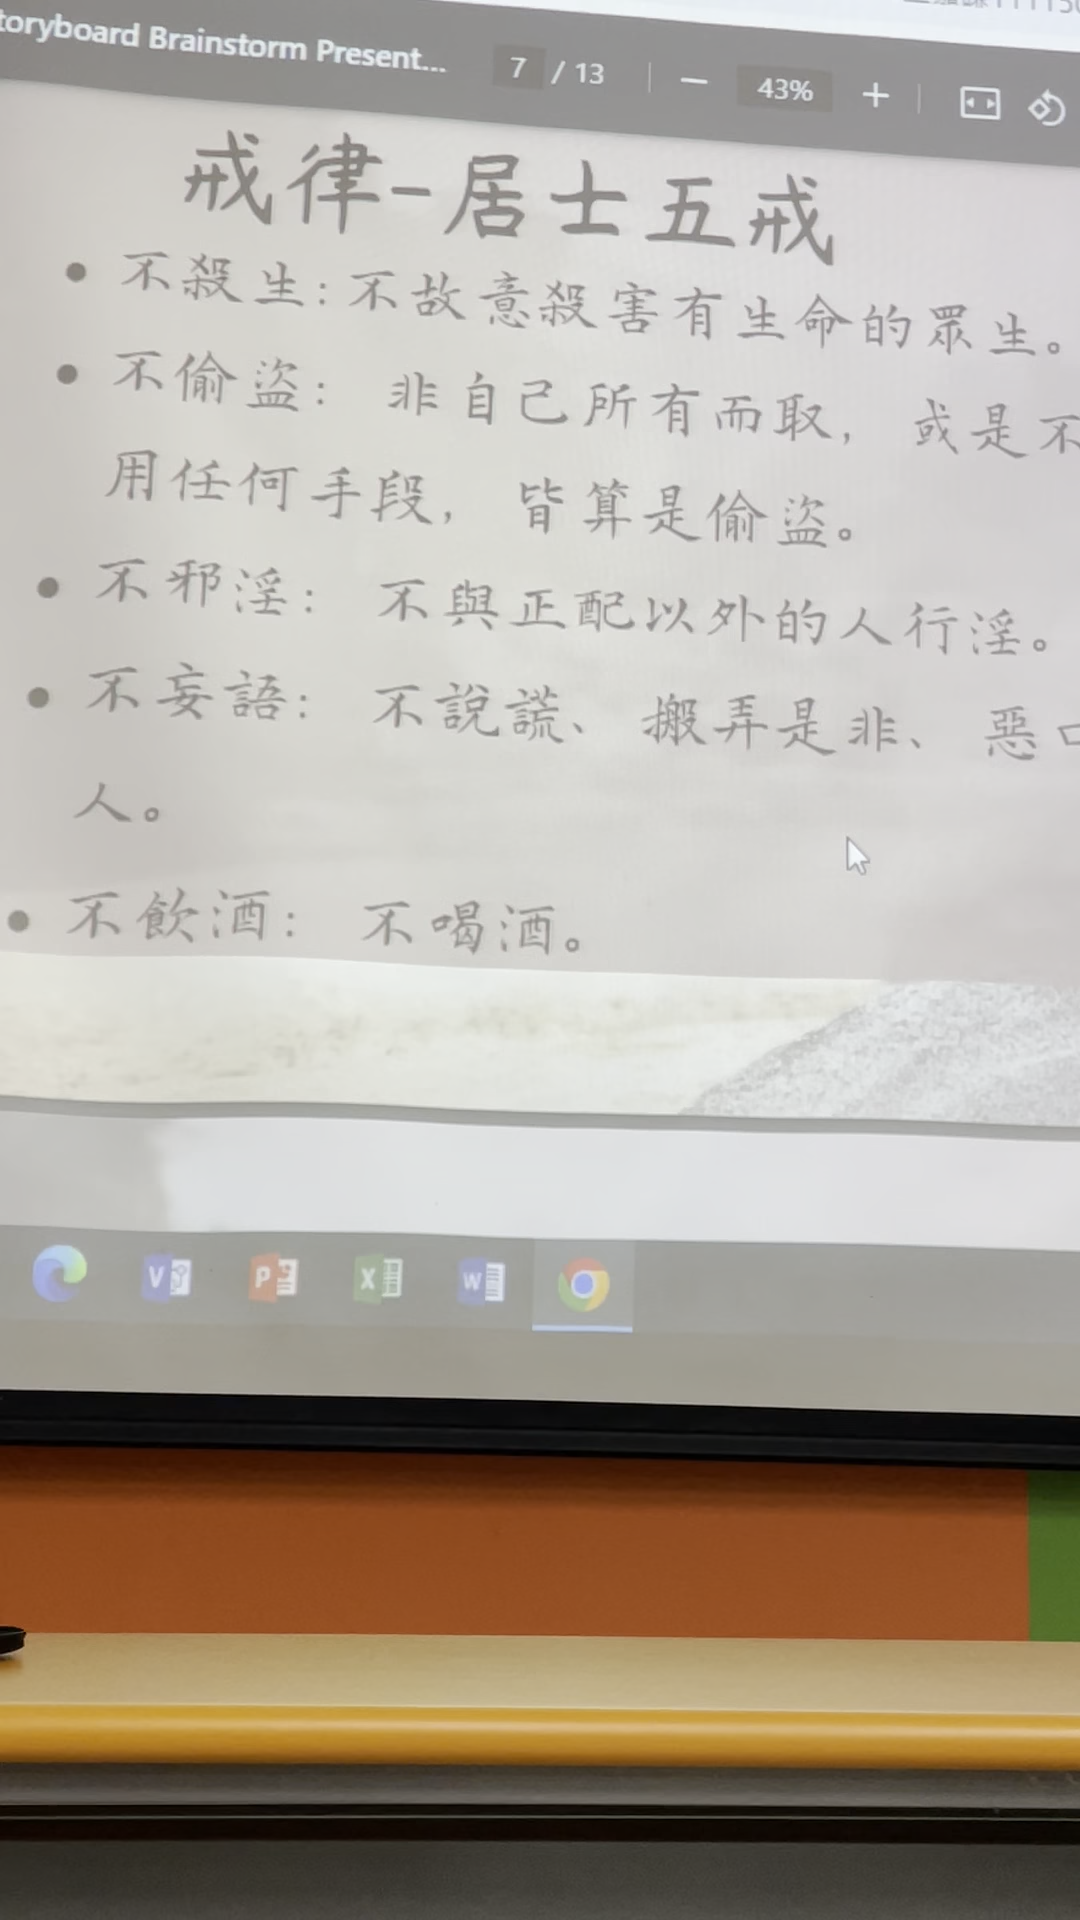 toryboard Brainstorm Present... 7 / 13 43%
戒律-居士五戒
• 不殺生:不故意殺害有生命的眾生。
• 不偷盜: 非自己所有而取, 或是不
用任何手段, 皆算是偷盜。
• 不邪淫: 不與正配以外的人行淫。
• 不妄語: 不說謊、 搬弄是非、 惡口
人。
• 不飲酒: 不喝酒。
V P X W